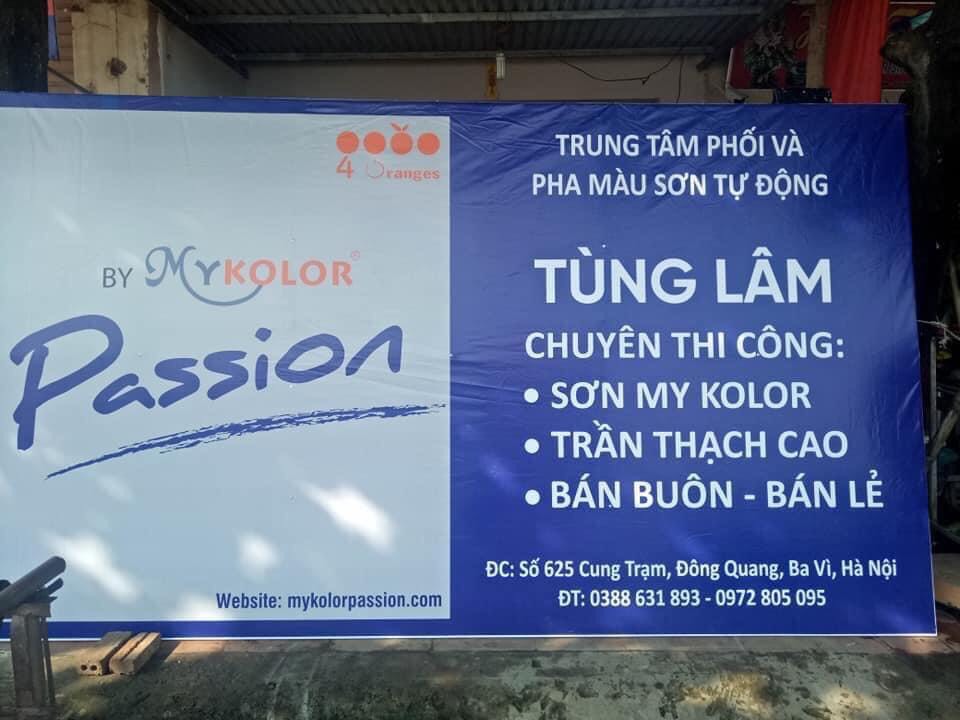 4 Oranges
BY MYKOLOR®
Passion
Website: mykolorpassion.com
TRUNG TÂM PHỐI VÀ
PHA MÀU SƠN TỰ ĐỘNG
TÙNG LÂM
CHUYÊN THI CÔNG:
• SƠN MY KOLOR
• TRẦN THẠCH CAO
• BÁN BUÔN - BÁN LẺ
ĐC: Số 625 Cung Trạm, Đông Quang, Ba Vì, Hà Nội
ĐT: 0388 631 893 - 0972 805 095